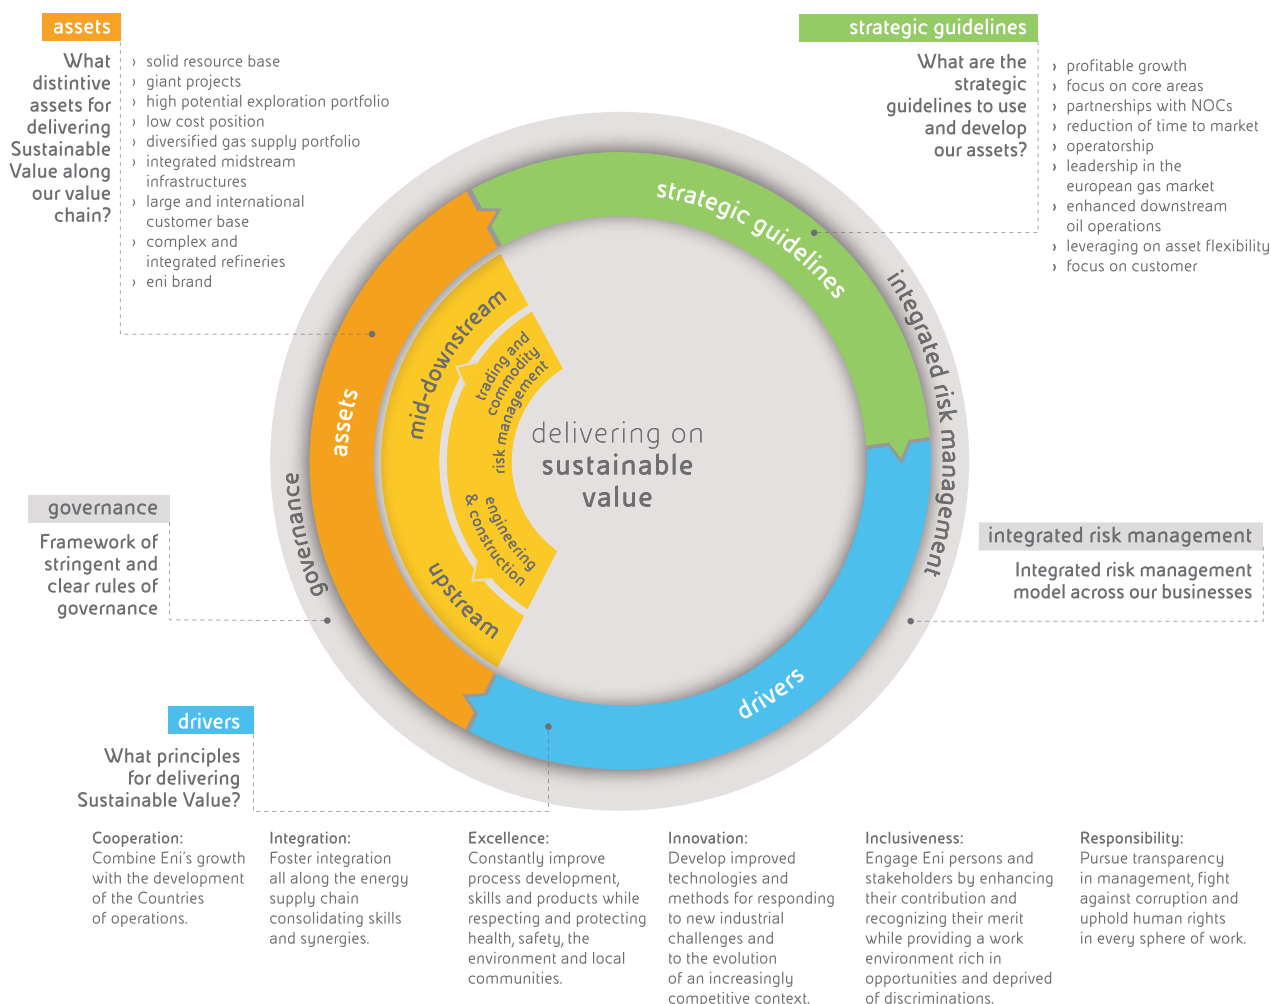 assets
What
distintive
assets for
delivering
Sustainable
Value along
our value
chain?
› solid resource base
› giant projects
› high potential exploration portfolio
› low cost position
› diversified gas supply portfolio
› integrated midstream
infrastructures
› large and international
customer base
› complex and
integrated refineries
› eni brand
strategic guidelines
What are the
strategic
guidelines to use
and develop
our assets?
› profitable growth
› focus on core areas
› partnerships with NOCs
› reduction of time to market
› operatorship
› leadership in the
european gas market
› enhanced downstream
oil operations
› leveraging on asset flexibility
› focus on customer
strategic guidelines
integrated risk management
assets
mid-downstream
trading and
commodity
risk management
delivering on
sustainable
value
engineering
& construction
upstream
governance
drivers
governance
Framework of
stringent and
clear rules of
governance
integrated risk management
Integrated risk management
model across our businesses
drivers
What principles
for delivering
Sustainable Value?
Cooperation:
Combine Eni's growth
with the development
of the Countries
of operations.
Integration:
Foster integration
all along the energy
supply chain
consolidating skills
and synergies.
Excellence:
Constantly improve
process development,
skills and products while
respecting and protecting
health, safety, the
environment and local
communities.
Innovation:
Develop improved
technologies and
methods for responding
to new industrial
challenges and
to the evolution
of an increasingly
competitive context.
Inclusiveness:
Engage Eni persons and
stakeholders by enhancing
their contribution and
recognizing their merit
while providing a work
environment rich in
opportunities and deprived
of discriminations.
Responsibility:
Pursue transparency
in management, fight
against corruption and
uphold human rights
in every sphere of work.